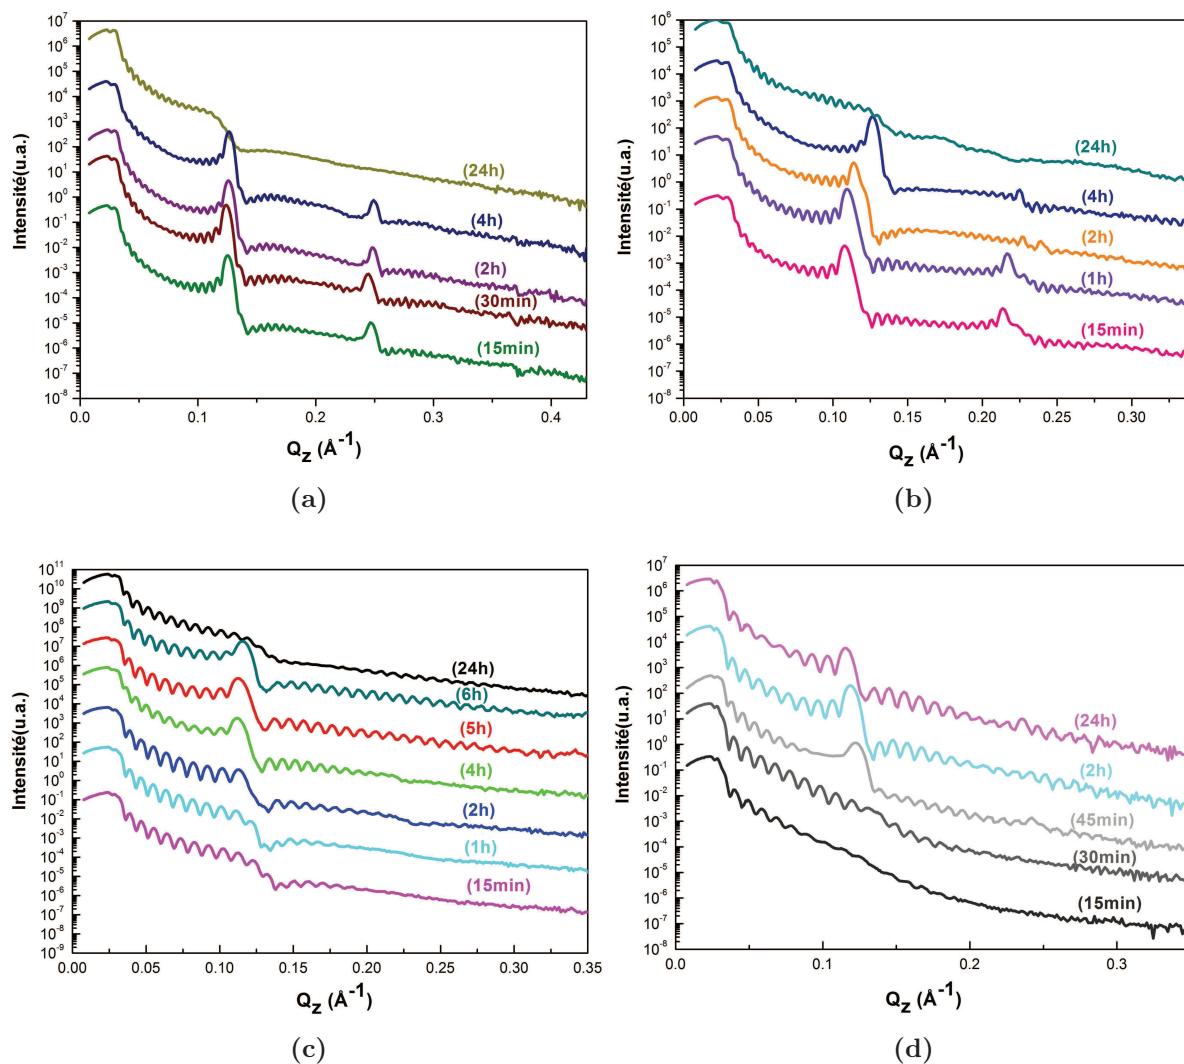 10^7
10^6
10^5
10^4
10^3
10^2
10^1
10^0
10^-1
10^-2
10^-3
10^-4
10^-5
10^-6
10^-7
10^-8
Intensité(u.a.)
(24h)
(4h)
(2h)
(30min)
(15min)
0.0 0.1 0.2 0.3 0.4
Q_z (Å^-1)
(a)
10^6
10^5
10^4
10^3
10^2
10^1
10^0
10^-1
10^-2
10^-3
10^-4
10^-5
10^-6
10^-7
10^-8
Intensité(u.a.)
(24h)
(4h)
(2h)
(1h)
(15min)
0.00 0.05 0.10 0.15 0.20 0.25 0.30
Q_z (Å^-1)
(b)
10^11
10^10
10^9
10^8
10^7
10^6
10^5
10^4
10^3
10^2
10^1
10^0
10^-1
10^-2
10^-3
10^-4
10^-5
10^-6
10^-7
10^-8
10^-9
Intensité(u.a.)
(24h)
(6h)
(5h)
(4h)
(2h)
(1h)
(15min)
0.00 0.05 0.10 0.15 0.20 0.25 0.30 0.35
Q_z (Å^-1)
(c)
10^7
10^6
10^5
10^4
10^3
10^2
10^1
10^0
10^-1
10^-2
10^-3
10^-4
10^-5
10^-6
10^-7
10^-8
Intensité(u.a.)
(24h)
(2h)
(45min)
(30min)
(15min)
0.0 0.1 0.2 0.3
Q_z (Å^-1)
(d)